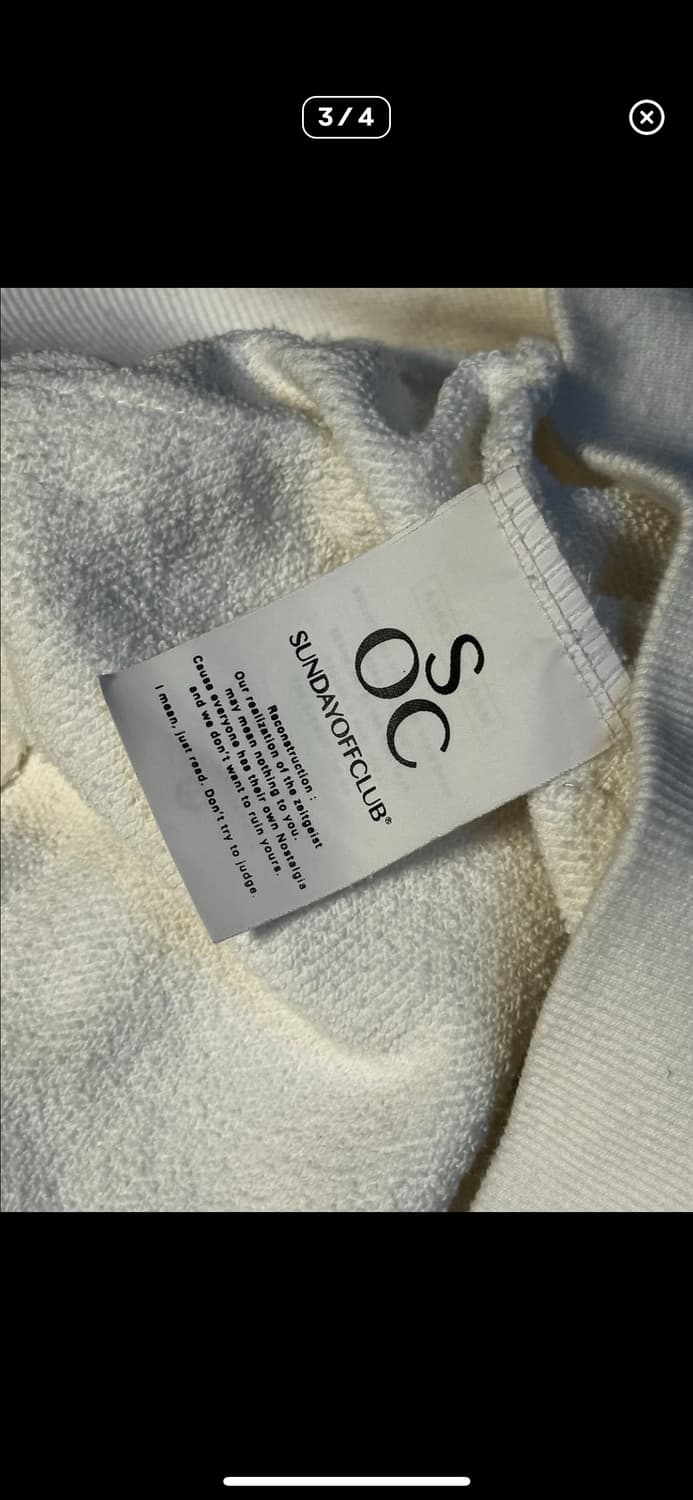 3/4
S
OC
SUNDAYOFFCLUB®
Reconstruction :
Our realization of the zeitgeist
may mean nothing to you.
Cause everyone has their own Nostalgia
and we don't want to ruin yours.
I mean, just read. Don't try to judge.